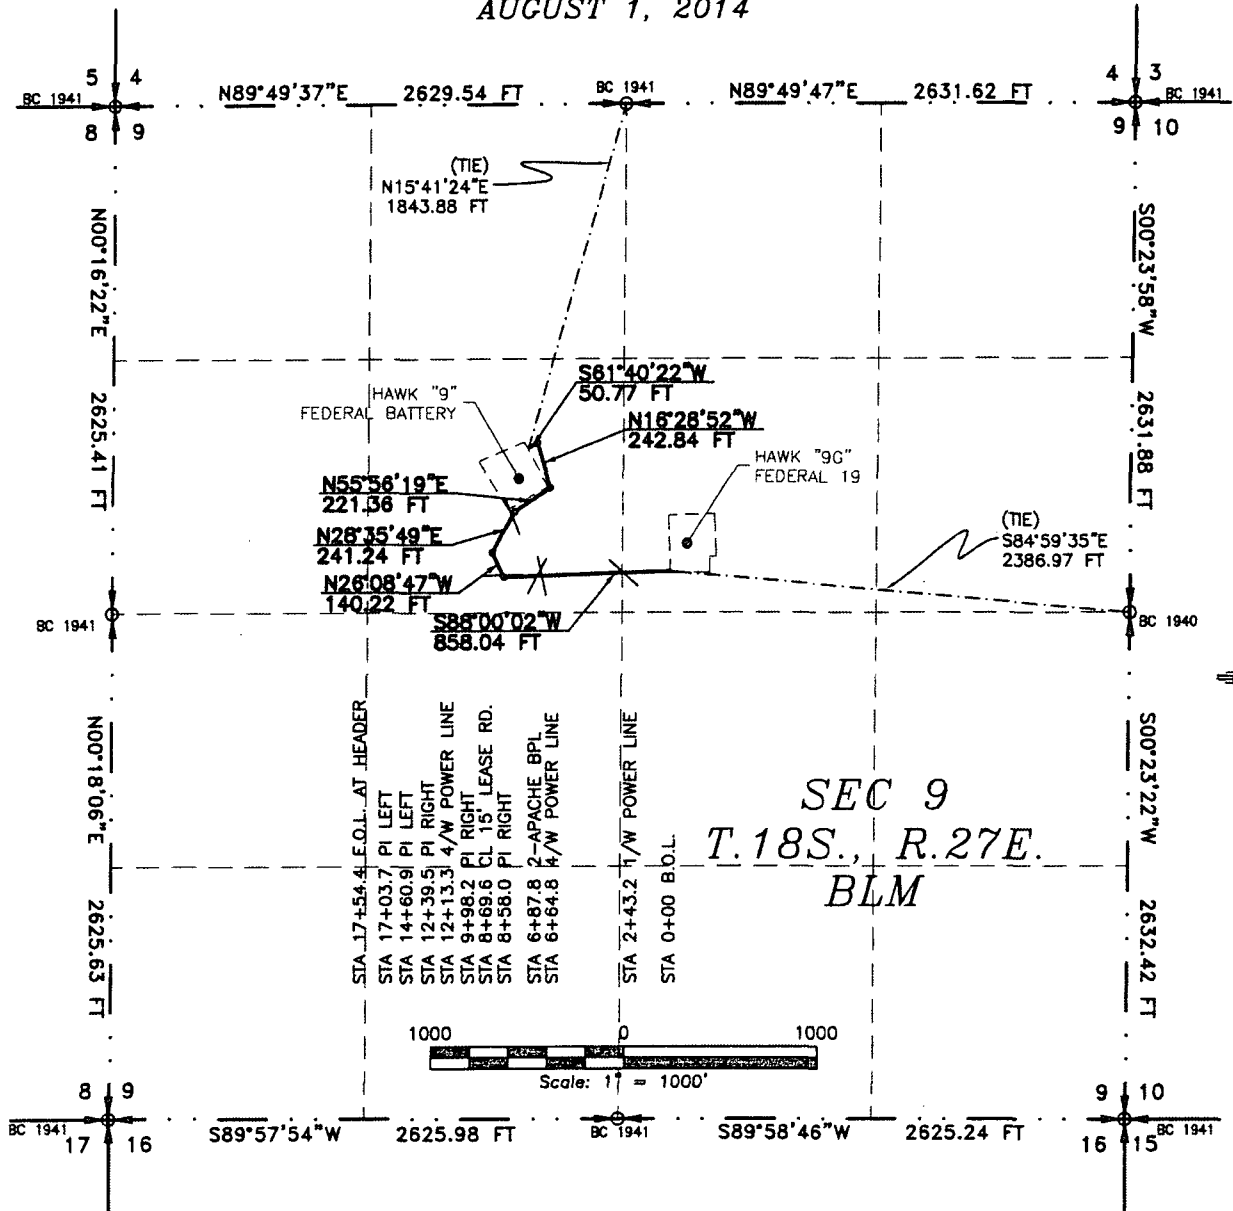 AUGUST 1, 2014
5 4
BC 1941
8 9
N89°49'37"E 2629.54 FT
BC 1941
N89°49'47"E 2631.62 FT
4 3
BC 1941
9 10
(TIE)
N15°41'24"E
1843.88 FT
N00°16'22"E 2625.41 FT
S00°23'58"W 2631.88 FT
S61°40'22"W
50.77 FT
HAWK "9"
FEDERAL BATTERY
N16°28'52"W
242.84 FT
HAWK "9G"
FEDERAL 19
N55°56'19"E
221.36 FT
N28°35'49"E
241.24 FT
N26°08'47"W
140.22 FT
S88°00'02"W
858.04 FT
(TIE)
S84°59'35"E
2386.97 FT
BC 1941
BC 1940
N00°18'06"E 2625.63 FT
S00°23'22"W 2632.42 FT
STA 17+54.4 E.O.L. AT HEADER
STA 17+03.7 PI LEFT
STA 14+60.9 PI LEFT
STA 12+39.5 PI RIGHT
STA 12+13.3 4/W POWER LINE
STA 9+98.2 PI RIGHT
STA 8+69.6 CL 15' LEASE RD.
STA 8+58.0 PI RIGHT
STA 6+87.8 2-APACHE BPL
STA 6+64.8 4/W POWER LINE
STA 2+43.2 1/W POWER LINE
STA 0+00 B.O.L.
SEC 9
T.18S., R.27E.
BLM
1000 0 1000
Scale: 1" = 1000'
8 9
BC 1941
17 16
S89°57'54"W 2625.98 FT
BC 1941
S89°58'46"W 2625.24 FT
9 10
BC 1941
16 15